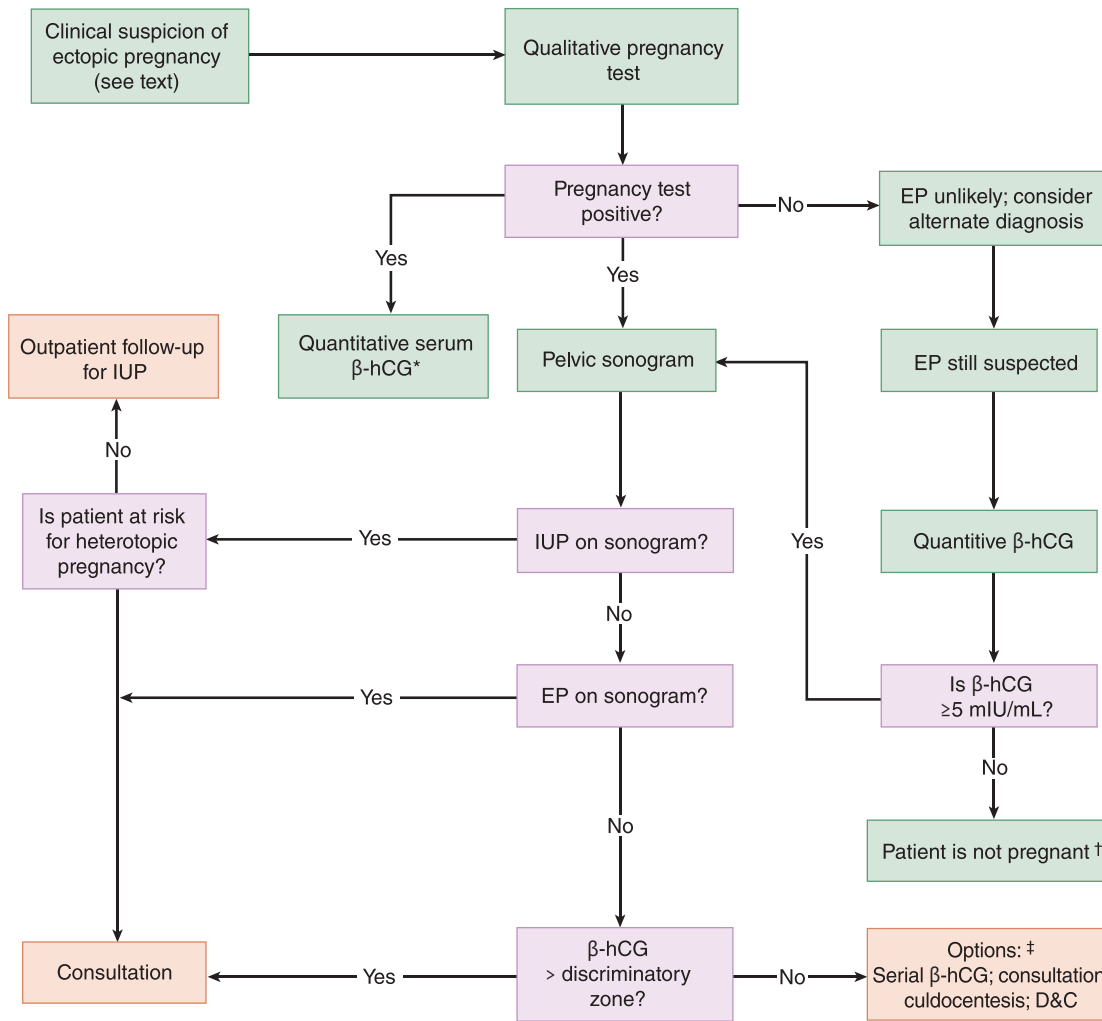 Clinical suspicion of
ectopic pregnancy
(see text)
Qualitative pregnancy
test
Pregnancy test
positive?
No
EP unlikely; consider
alternate diagnosis
Yes
Yes
Outpatient follow-up
for IUP
Quantitative serum
β-hCG*
Pelvic sonogram
EP still suspected
No
Is patient at risk
for heterotopic
pregnancy?
Yes
IUP on sonogram?
Yes
Quantitive β-hCG
No
Yes
EP on sonogram?
Is β-hCG
≥5 mIU/mL?
No
No
Patient is not pregnant †
Consultation
Yes
β-hCG
> discriminatory
zone?
No
Options: ‡
Serial β-hCG; consultation
culdocentesis; D&C